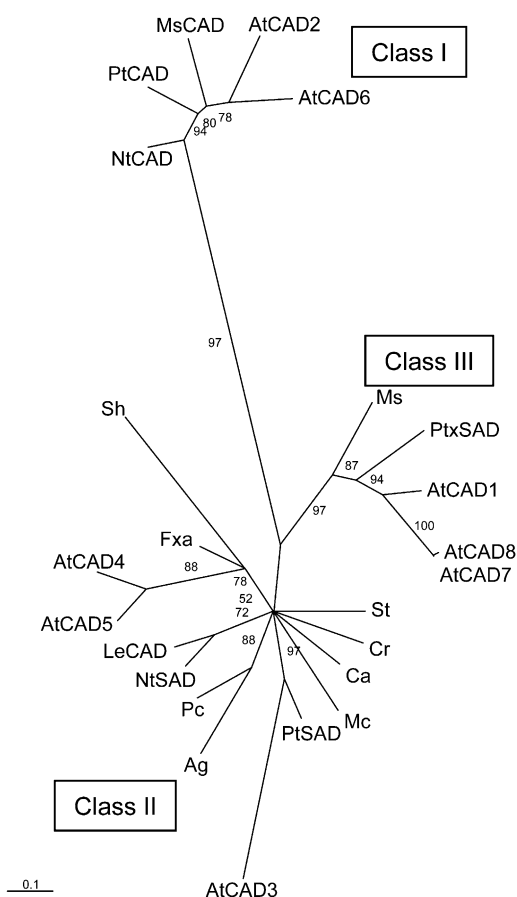 MsCAD
AtCAD2
Class I
PtCAD
AtCAD6
80
78
94
NtCAD
97
Class III
Ms
Sh
PtxSAD
87
94
AtCAD1
97
100
Fxa
AtCAD8
AtCAD4
88
AtCAD7
78
52
St
AtCAD5
72
LeCAD
88
97
Cr
NtSAD
Ca
Pc
Mc
PtSAD
Ag
Class II
0.1
AtCAD3